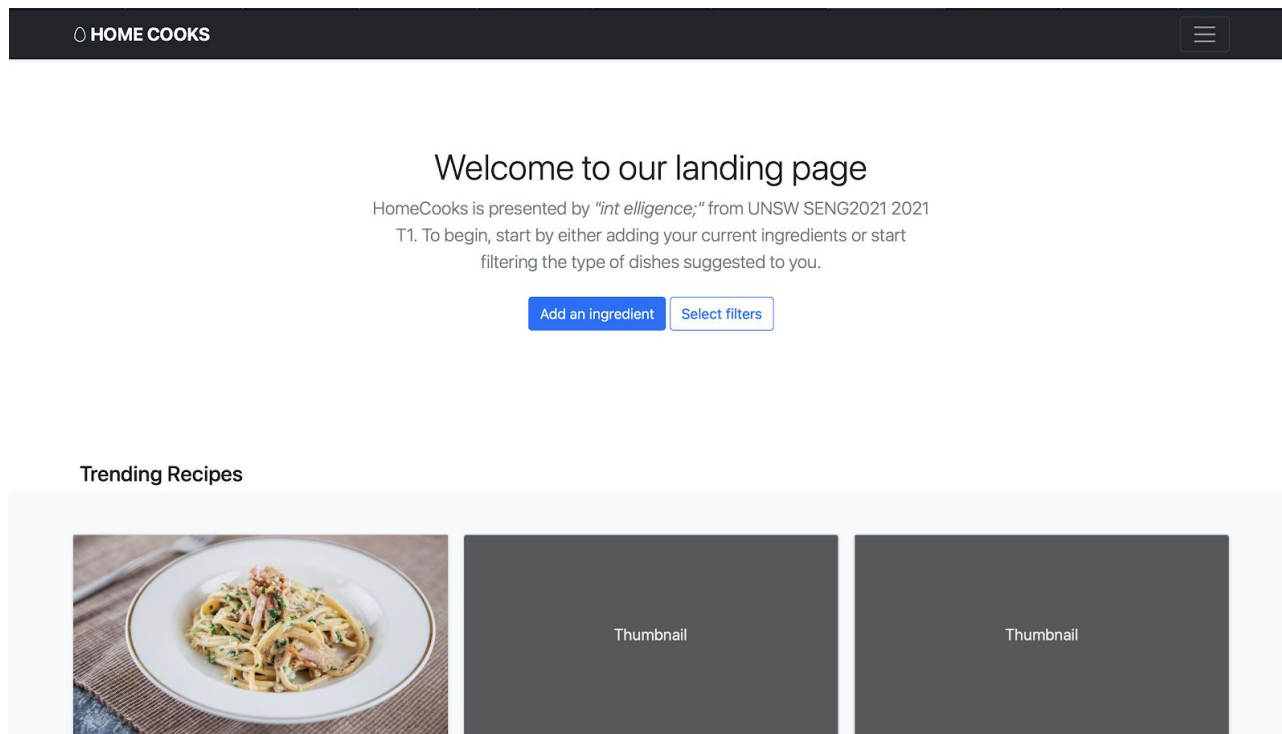 HOME COOKS
Welcome to our landing page
HomeCooks is presented by "int elligence;" from UNSW SENG2021 2021
T1. To begin, start by either adding your current ingredients or start
filtering the type of dishes suggested to you.
Add an ingredient Select filters
Trending Recipes
Thumbnail Thumbnail